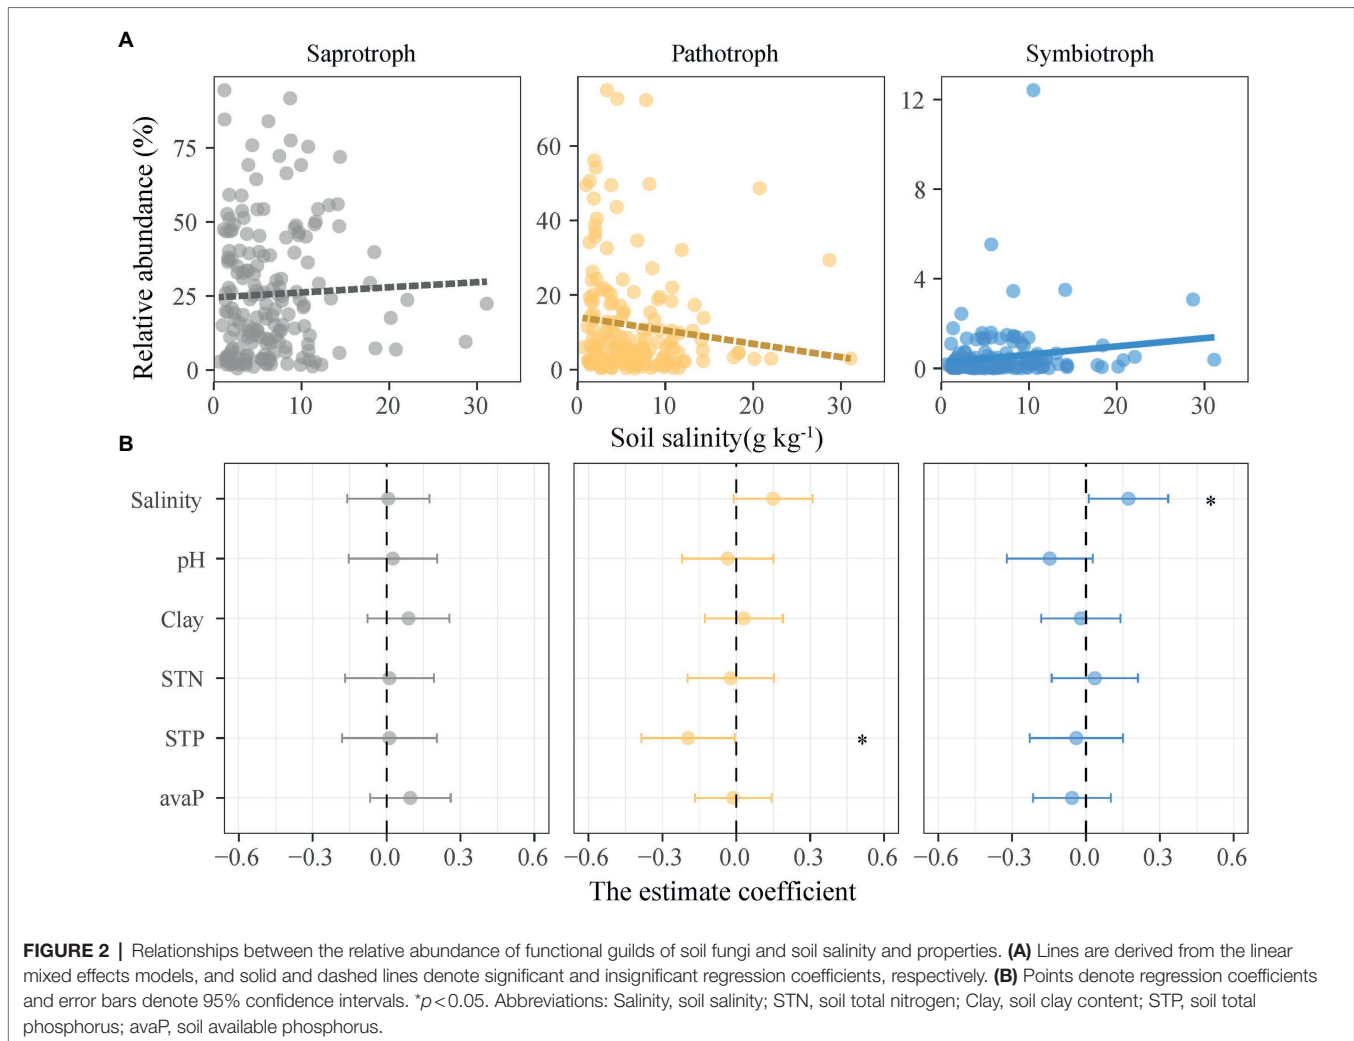 A
Saprotroph
Pathotroph
Symbiotroph
Relative abundance (%)
75
50
25
0
60
40
20
0
12
8
4
0
0 10 20 30
0 10 20 30
0 10 20 30
Soil salinity(g kg⁻¹)
B
Salinity
pH
Clay
STN
STP
avaP
*
*
−0.6 −0.3 0.0 0.3 0.6
−0.6 −0.3 0.0 0.3 0.6
−0.6 −0.3 0.0 0.3 0.6
The estimate coefficient
FIGURE 2 | Relationships between the relative abundance of functional guilds of soil fungi and soil salinity and properties. (A) Lines are derived from the linear
mixed effects models, and solid and dashed lines denote significant and insignificant regression coefficients, respectively. (B) Points denote regression coefficients
and error bars denote 95% confidence intervals. *p<0.05. Abbreviations: Salinity, soil salinity; STN, soil total nitrogen; Clay, soil clay content; STP, soil total
phosphorus; avaP, soil available phosphorus.